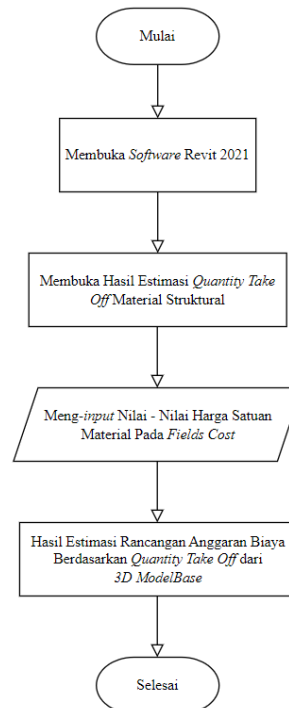 Mulai
Membuka Software Revit 2021
Membuka Hasil Estimasi Quantity Take
Off Material Struktural
Meng-input Nilai - Nilai Harga Satuan
Material Pada Fields Cost
Hasil Estimasi Rancangan Anggaran Biaya
Berdasarkan Quantity Take Off dari
3D ModelBase
Selesai